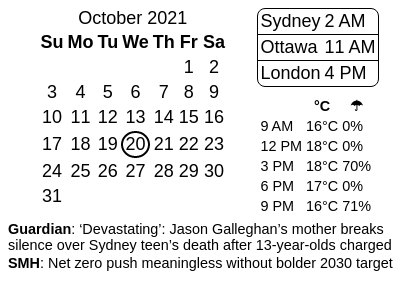 October 2021
Su Mo Tu We Th Fr Sa
1 2
3 4 5 6 7 8 9
10 11 12 13 14 15 16
17 18 19 20 21 22 23
24 25 26 27 28 29 30
31
Sydney 2 AM
Ottawa 11 AM
London 4 PM
°C ☂
9 AM 16°C 0%
12 PM 18°C 0%
3 PM 18°C 70%
6 PM 17°C 0%
9 PM 16°C 71%
Guardian: ‘Devastating’: Jason Galleghan’s mother breaks
silence over Sydney teen’s death after 13-year-olds charged
SMH: Net zero push meaningless without bolder 2030 target